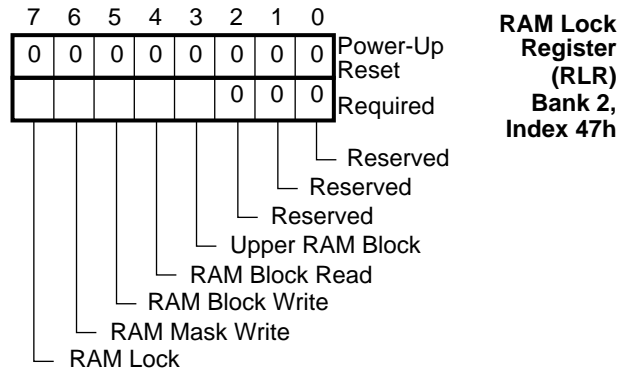 7 6 5 4 3 2 1 0
0 0 0 0 0 0 0 0 Power-Up Reset
0 0 0 Required
Reserved
Reserved
Reserved
Upper RAM Block
RAM Block Read
RAM Block Write
RAM Mask Write
RAM Lock
RAM Lock
Register
(RLR)
Bank 2,
Index 47h